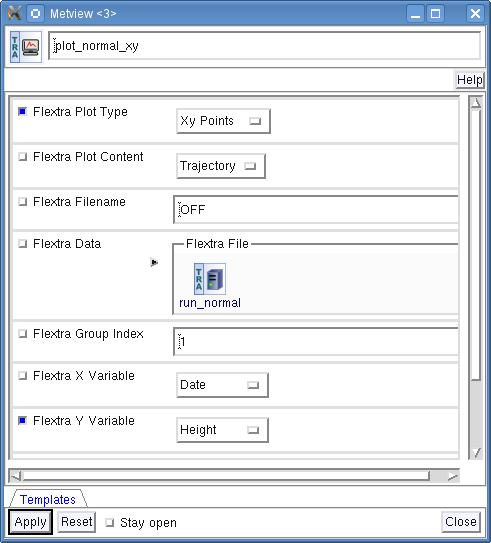 Metview <3>
TRA
plot_normal_xy
Help
Flextra Plot Type
Xy Points
Flextra Plot Content
Trajectory
Flextra Filename
OFF
Flextra Data
Flextra File
TRA
run_normal
Flextra Group Index
1
Flextra X Variable
Date
Flextra Y Variable
Height
Templates
Apply Reset Stay open Close